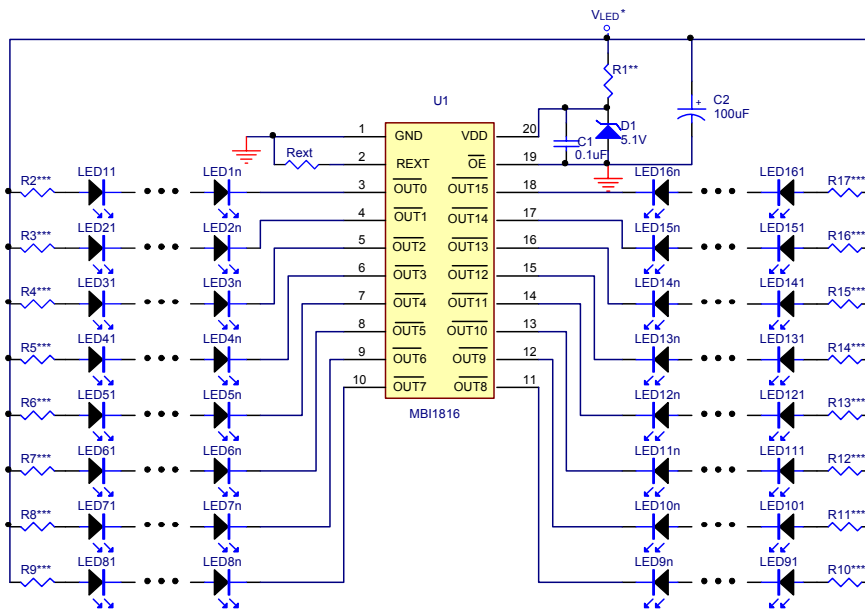 VLED*
R1**
C2
100uF
D1
5.1V
C1
0.1uF
U1
1 GND VDD 20
2 REXT OE 19
3 OUT0 OUT15 18
4 OUT1 OUT14 17
5 OUT2 OUT13 16
6 OUT3 OUT12 15
7 OUT4 OUT11 14
8 OUT5 OUT10 13
9 OUT6 OUT9 12
10 OUT7 OUT8 11
MBI1816
Rext
R2*** LED11 LED1n LED16n LED161 R17***
R3*** LED21 LED2n LED15n LED151 R16***
R4*** LED31 LED3n LED14n LED141 R15***
R5*** LED41 LED4n LED13n LED131 R14***
R6*** LED51 LED5n LED12n LED121 R13***
R7*** LED61 LED6n LED11n LED111 R12***
R8*** LED71 LED7n LED10n LED101 R11***
R9*** LED81 LED8n LED9n LED91 R10***